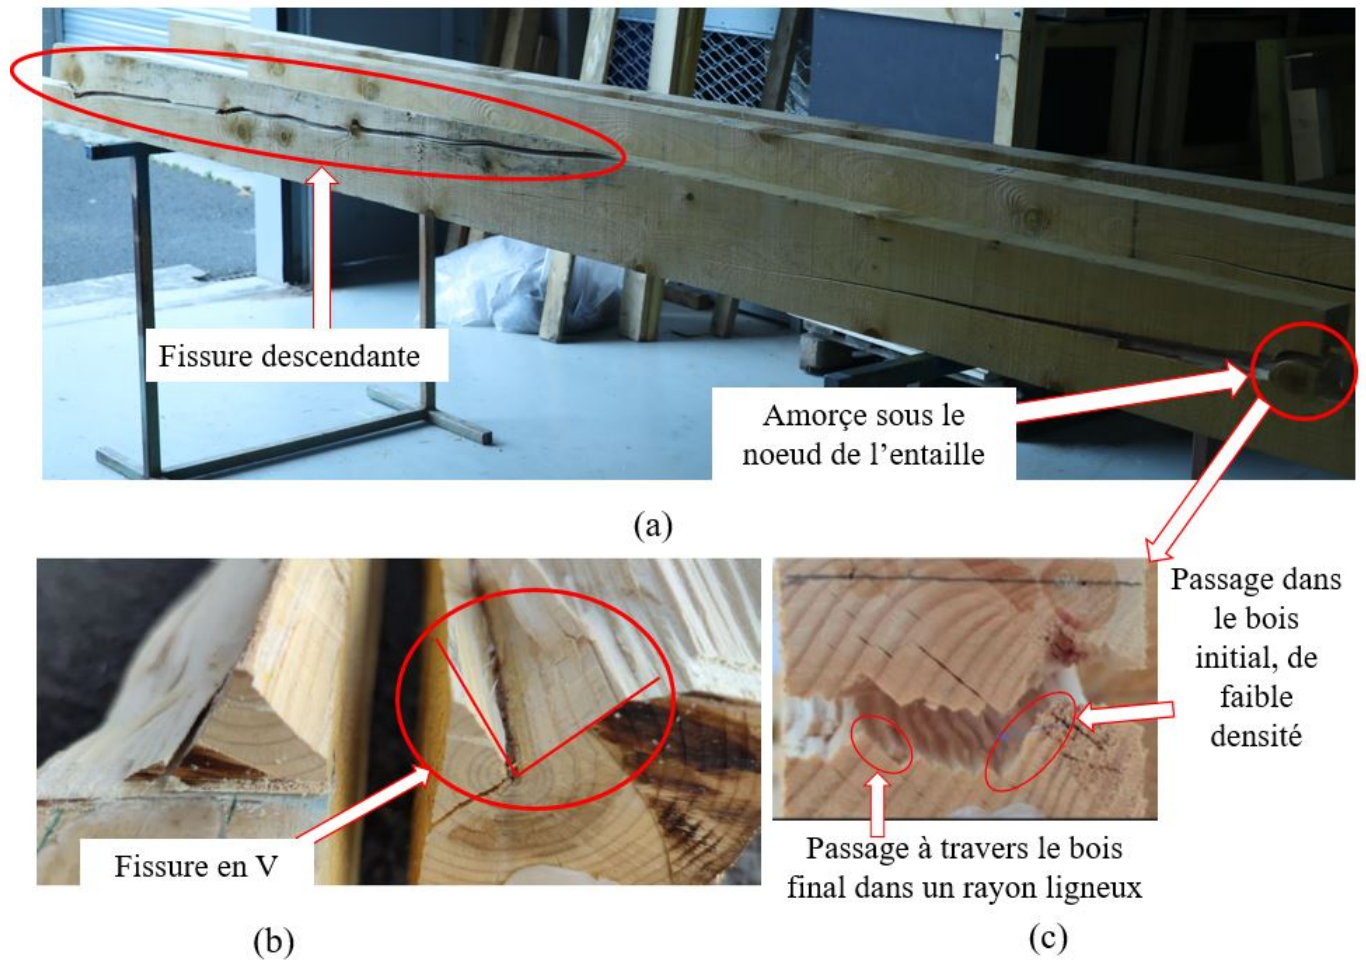 Fissure descendante
Amorçe sous le
noeud de l'entaille
(a)
Passage dans
le bois
initial, de
faible
densité
Fissure en V
Passage à travers le bois
final dans un rayon ligneux
(b)
(c)